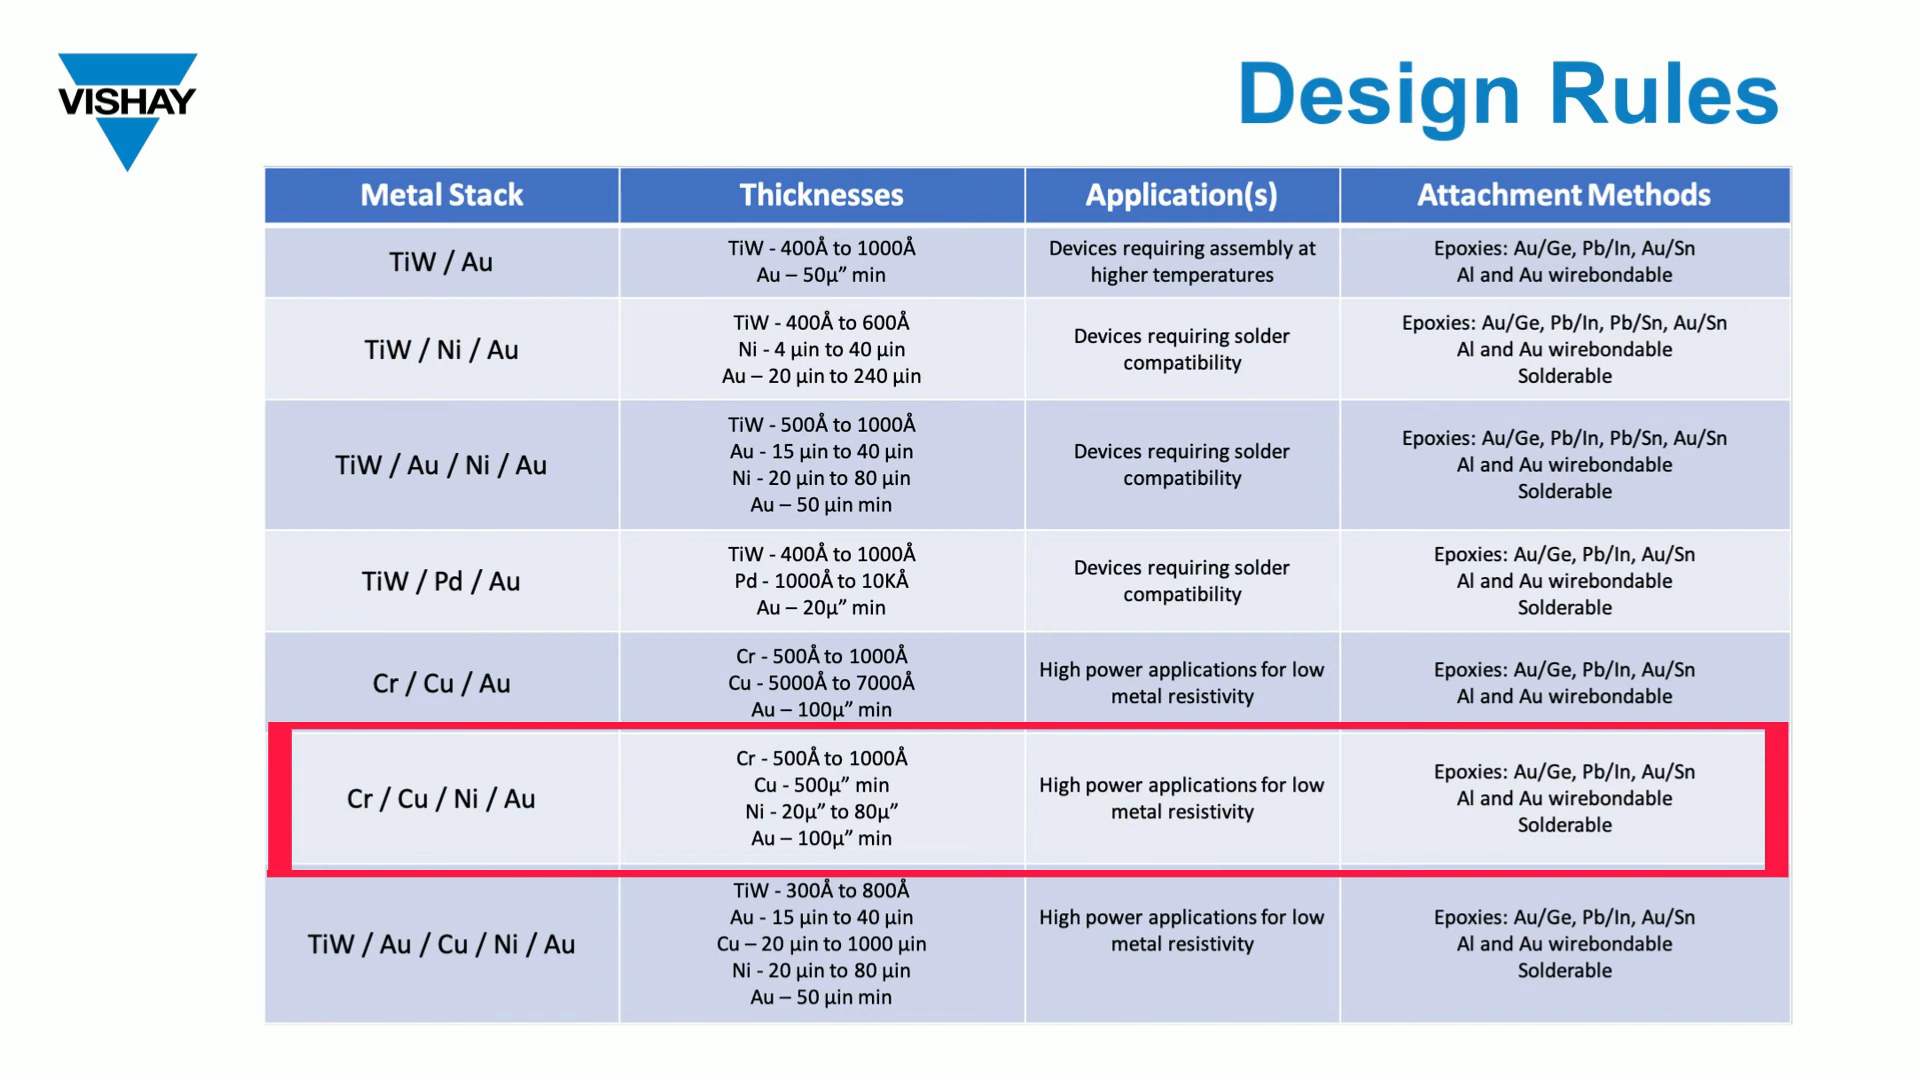 VISHAY
Design Rules
Metal Stack
Thicknesses
Application(s)
Attachment Methods
TiW / Au
TiW - 400Å to 1000Å
Au – 50µ” min
Devices requiring assembly at
higher temperatures
Epoxies: Au/Ge, Pb/In, Au/Sn
Al and Au wirebondable
TiW / Ni / Au
TiW - 400Å to 600Å
Ni - 4 µin to 40 µin
Au – 20 µin to 240 µin
Devices requiring solder
compatibility
Epoxies: Au/Ge, Pb/In, Pb/Sn, Au/Sn
Al and Au wirebondable
Solderable
TiW / Au / Ni / Au
TiW - 500Å to 1000Å
Au - 15 µin to 40 µin
Ni - 20 µin to 80 µin
Au – 50 µin min
Devices requiring solder
compatibility
Epoxies: Au/Ge, Pb/In, Pb/Sn, Au/Sn
Al and Au wirebondable
Solderable
TiW / Pd / Au
TiW - 400Å to 1000Å
Pd - 1000Å to 10KÅ
Au – 20µ” min
Devices requiring solder
compatibility
Epoxies: Au/Ge, Pb/In, Au/Sn
Al and Au wirebondable
Solderable
Cr / Cu / Au
Cr - 500Å to 1000Å
Cu - 5000Å to 7000Å
Au – 100µ” min
High power applications for low
metal resistivity
Epoxies: Au/Ge, Pb/In, Au/Sn
Al and Au wirebondable
Cr / Cu / Ni / Au
Cr - 500Å to 1000Å
Cu - 500µ” min
Ni - 20µ” to 80µ”
Au – 100µ” min
High power applications for low
metal resistivity
Epoxies: Au/Ge, Pb/In, Au/Sn
Al and Au wirebondable
Solderable
TiW / Au / Cu / Ni / Au
TiW - 300Å to 800Å
Au - 15 µin to 40 µin
Cu – 20 µin to 1000 µin
Ni - 20 µin to 80 µin
Au – 50 µin min
High power applications for low
metal resistivity
Epoxies: Au/Ge, Pb/In, Au/Sn
Al and Au wirebondable
Solderable